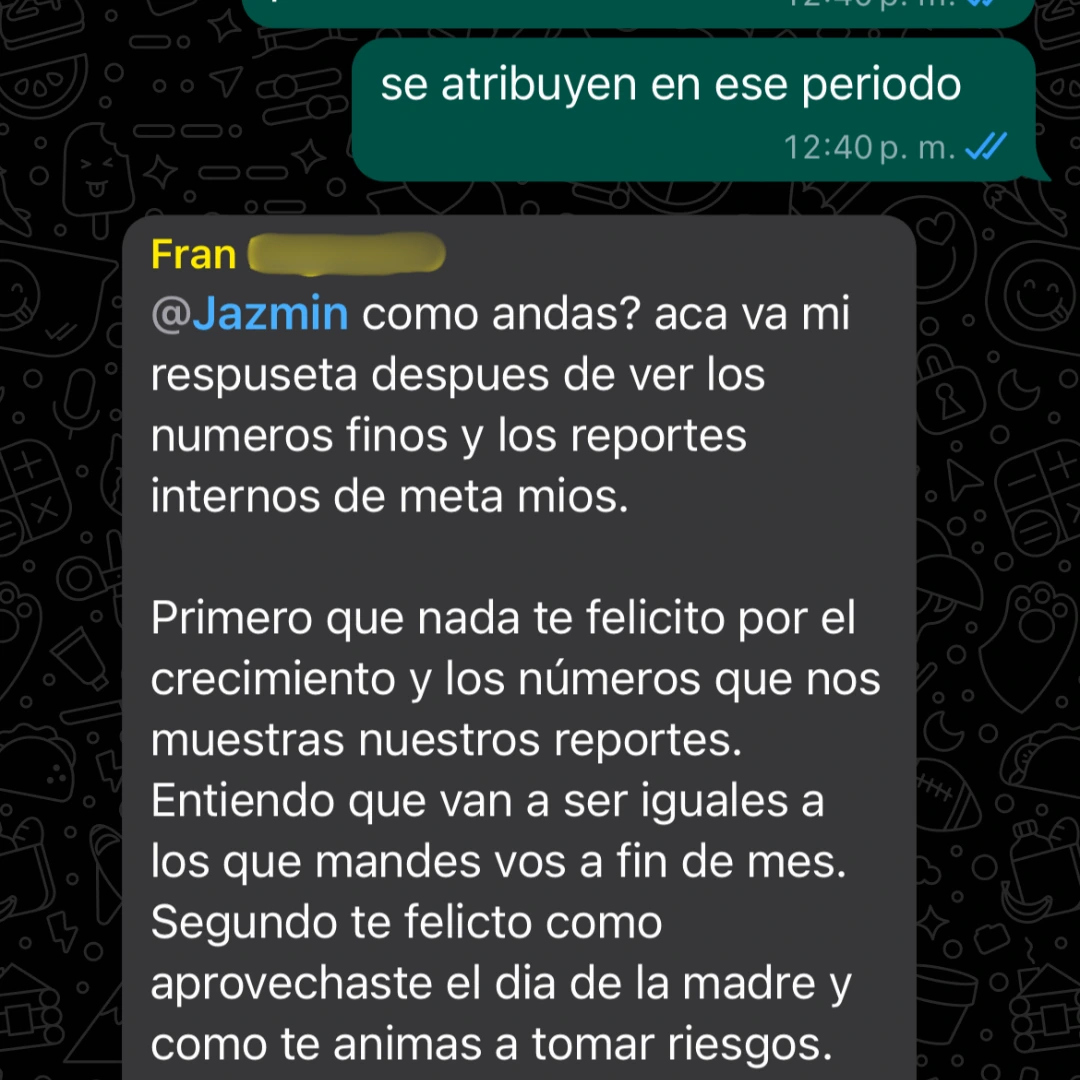 se atribuyen en ese periodo
12:40 p. m.
Fran
@Jazmin como andas? aca va mi
respuseta despues de ver los
numeros finos y los reportes
internos de meta mios.
Primero que nada te felicito por el
crecimiento y los números que nos
muestras nuestros reportes.
Entiendo que van a ser iguales a
los que mandes vos a fin de mes.
Segundo te felicto como
aprovechaste el dia de la madre y
como te animas a tomar riesgos.